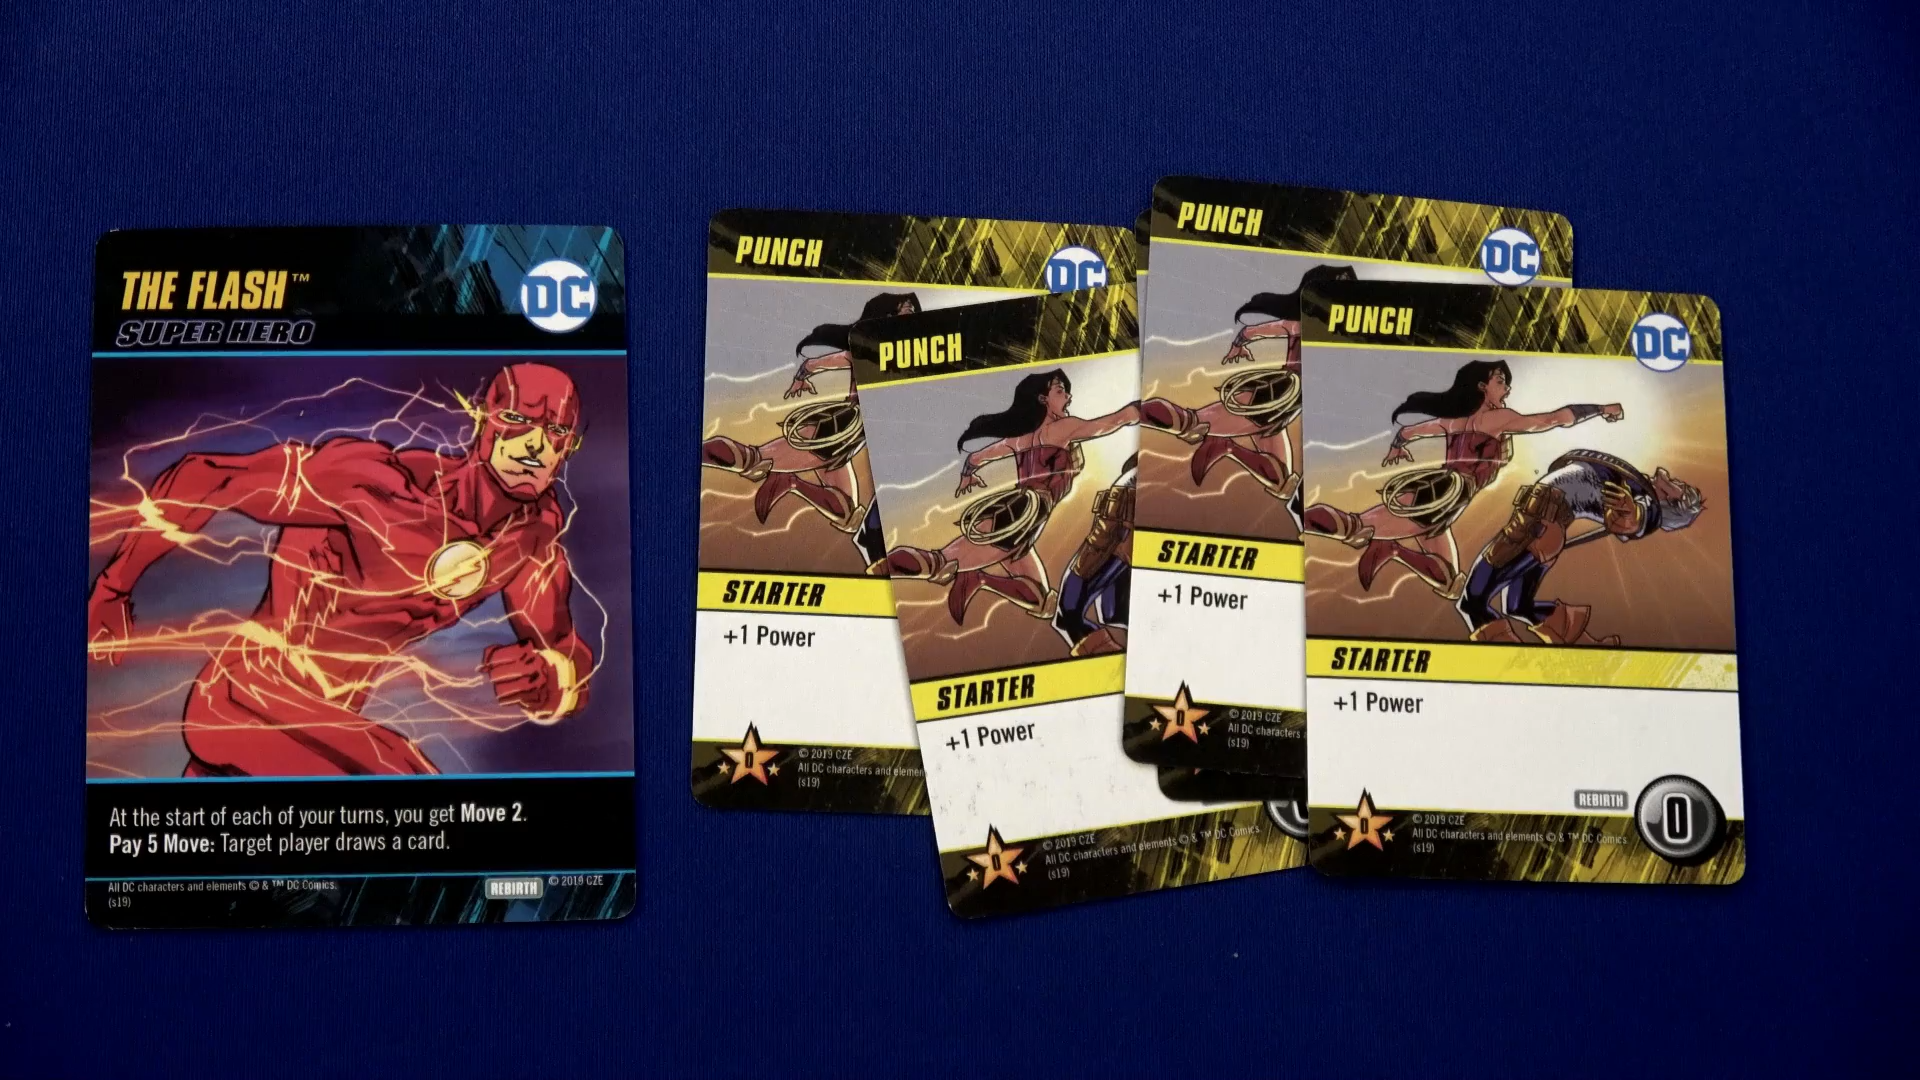 THE FLASH™
SUPER HERO
DC
At the start of each of your turns, you get Move 2.
Pay 5 Move: Target player draws a card.
All DC characters and elements © & ™ DC Comics.
(s19)
REBIRTH
© 2019 CZE
PUNCH
DC
STARTER
+1 Power
0
© 2019 CZE
All DC characters and elemen
(s19)
PUNCH
STARTER
+1 Power
0
© 2019 CZE
All DC characters and elements © & ™ DC Comics.
(s19)
PUNCH
DC
STARTER
+1 Power
0
© 2019 CZE
All DC characters
(s19)
PUNCH
DC
STARTER
+1 Power
REBIRTH
0
0
© 2019 CZE
All DC characters and elements © & ™ DC Comics.
(s19)